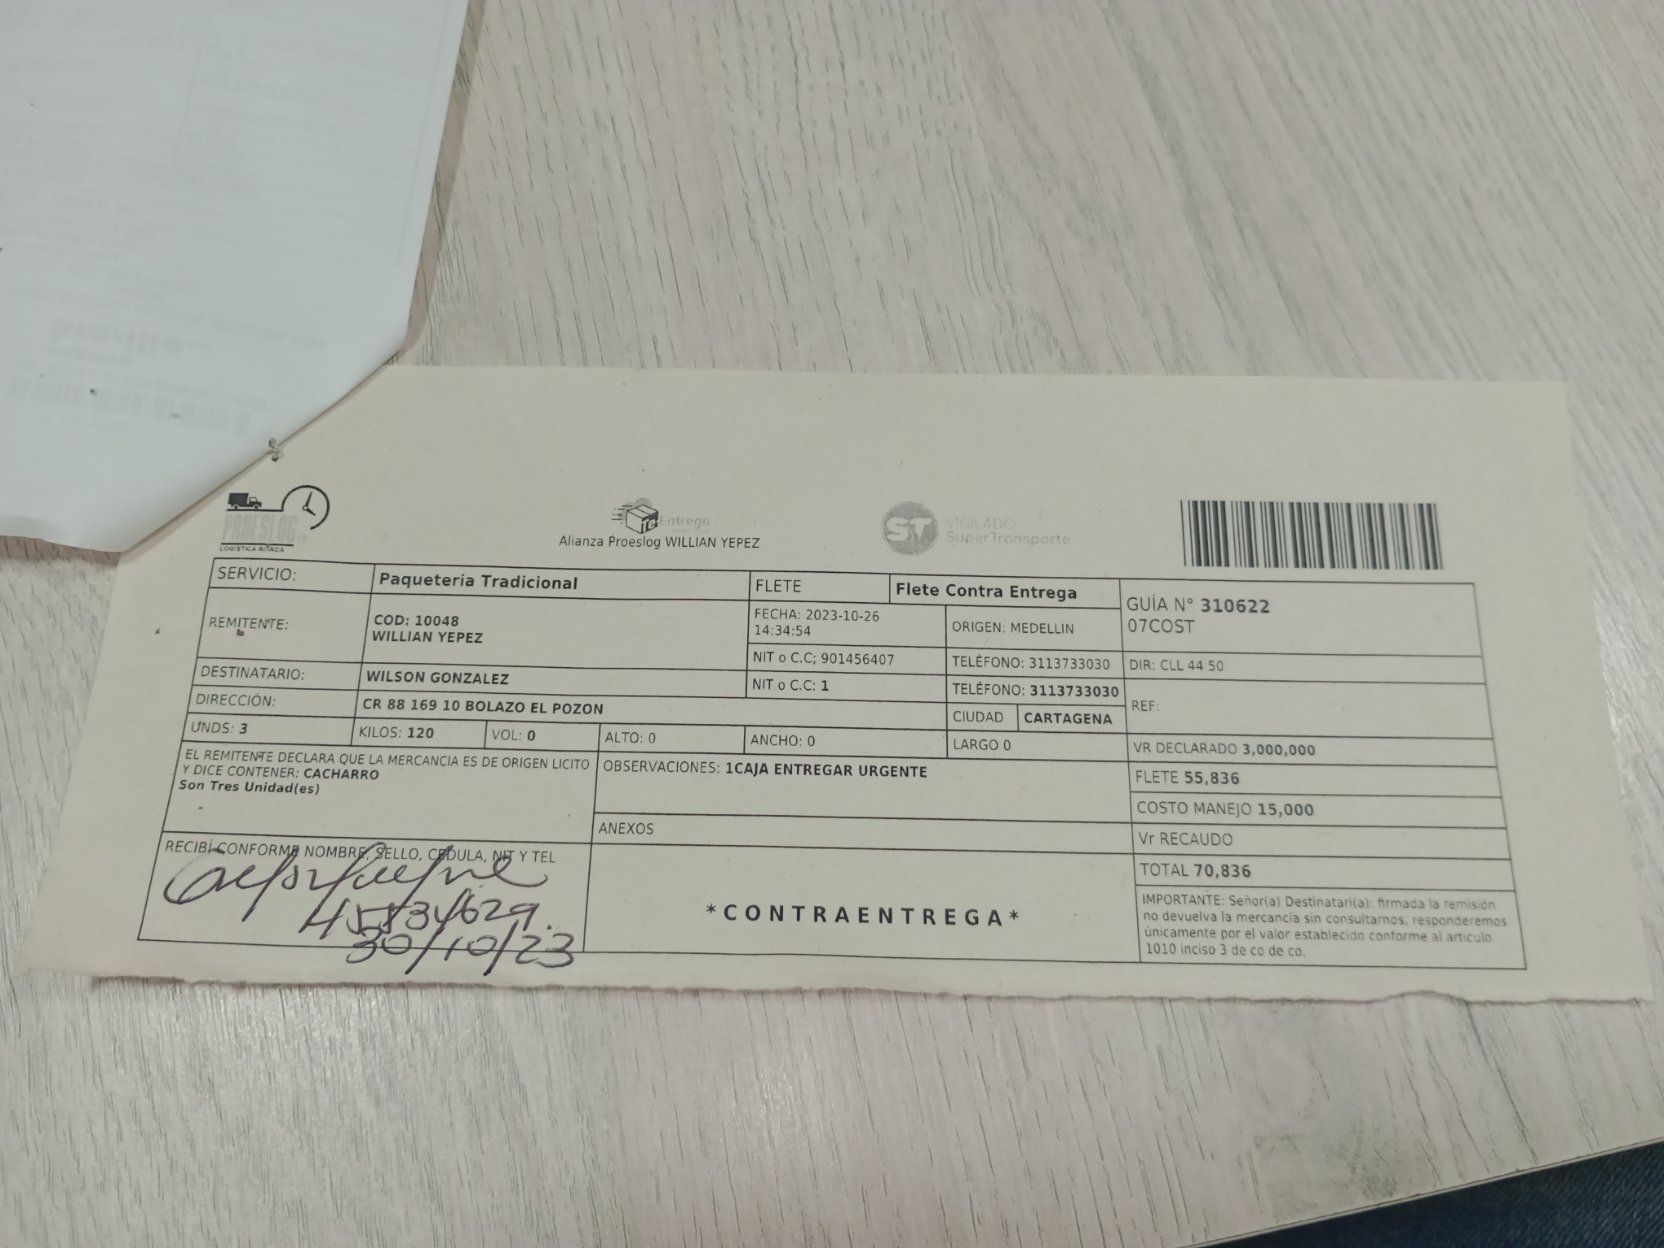 PROESLOG
LOGÍSTICA ALIADA
re Entrego
Alianza Proeslog WILLIAN YEPEZ
ST VIGILADO
SuperTransporte
SERVICIO: Paqueteria Tradicional FLETE Flete Contra Entrega
GUÍA N° 310622
07COST
REMITENTE: COD: 10048
WILLIAN YEPEZ
FECHA: 2023-10-26
14:34:54
ORIGEN: MEDELLIN
NIT o C.C; 901456407 TELÉFONO: 3113733030 DIR: CLL 44 50
DESTINATARIO: WILSON GONZALEZ NIT o C.C: 1 TELÉFONO: 3113733030
REF:
DIRECCIÓN: CR 88 169 10 BOLAZO EL POZON CIUDAD CARTAGENA
UNDS: 3 KILOS: 120 VOL: 0 ALTO: 0 ANCHO: 0 LARGO 0 VR DECLARADO 3,000,000
EL REMITENTE DECLARA QUE LA MERCANCIA ES DE ORIGEN LICITO
Y DICE CONTENER: CACHARRO
Son Tres Unidad(es)
OBSERVACIONES: 1CAJA ENTREGAR URGENTE
FLETE 55,836
COSTO MANEJO 15,000
ANEXOS
Vr RECAUDO
RECIBÍ CONFORME NOMBRE, SELLO, CEDULA, NIT Y TEL
30/10/23
*CONTRAENTREGA*
TOTAL 70,836
IMPORTANTE: Señor(a) Destinatari(a): firmada la remisión
no devuelva la mercancia sin consultarnos, responderemos
únicamente por el valor establecido conforme al articulo
1010 inciso 3 de co de co.